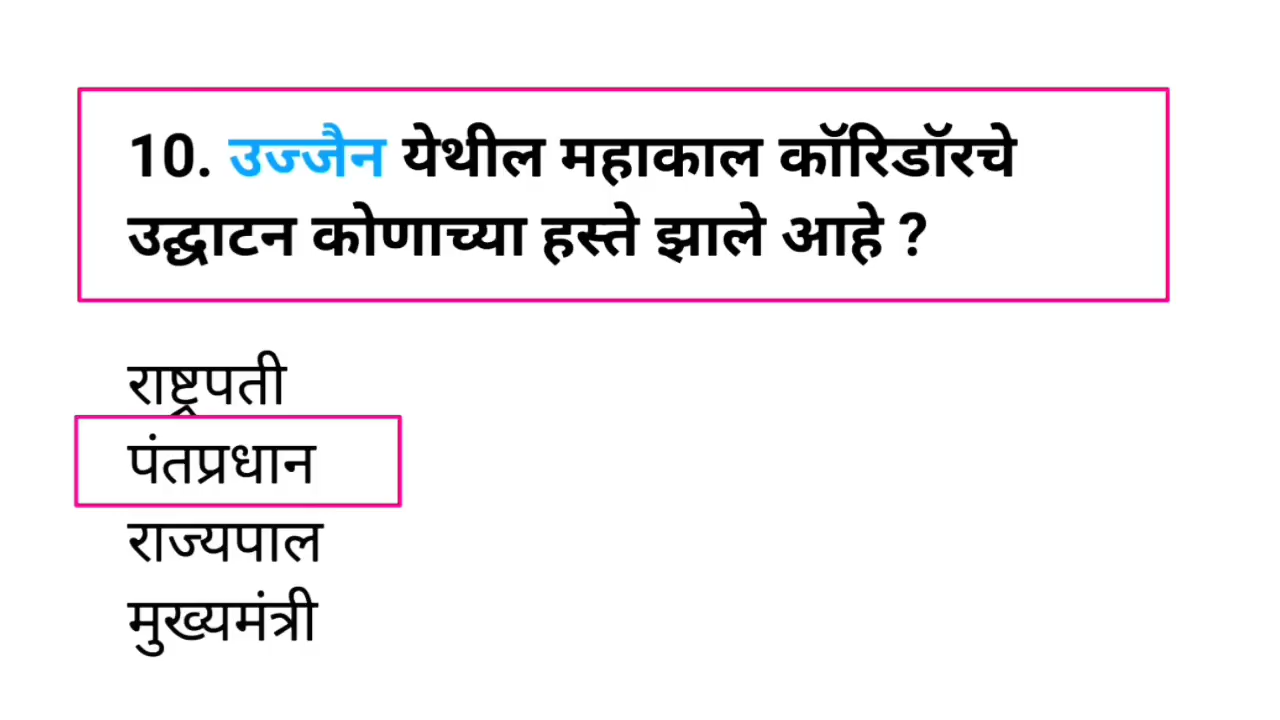 10. उज्जैन येथील महाकाल कॉरिडॉरचे
उद्घाटन कोणाच्या हस्ते झाले आहे ?
राष्ट्रपती
पंतप्रधान
राज्यपाल
मुख्यमंत्री